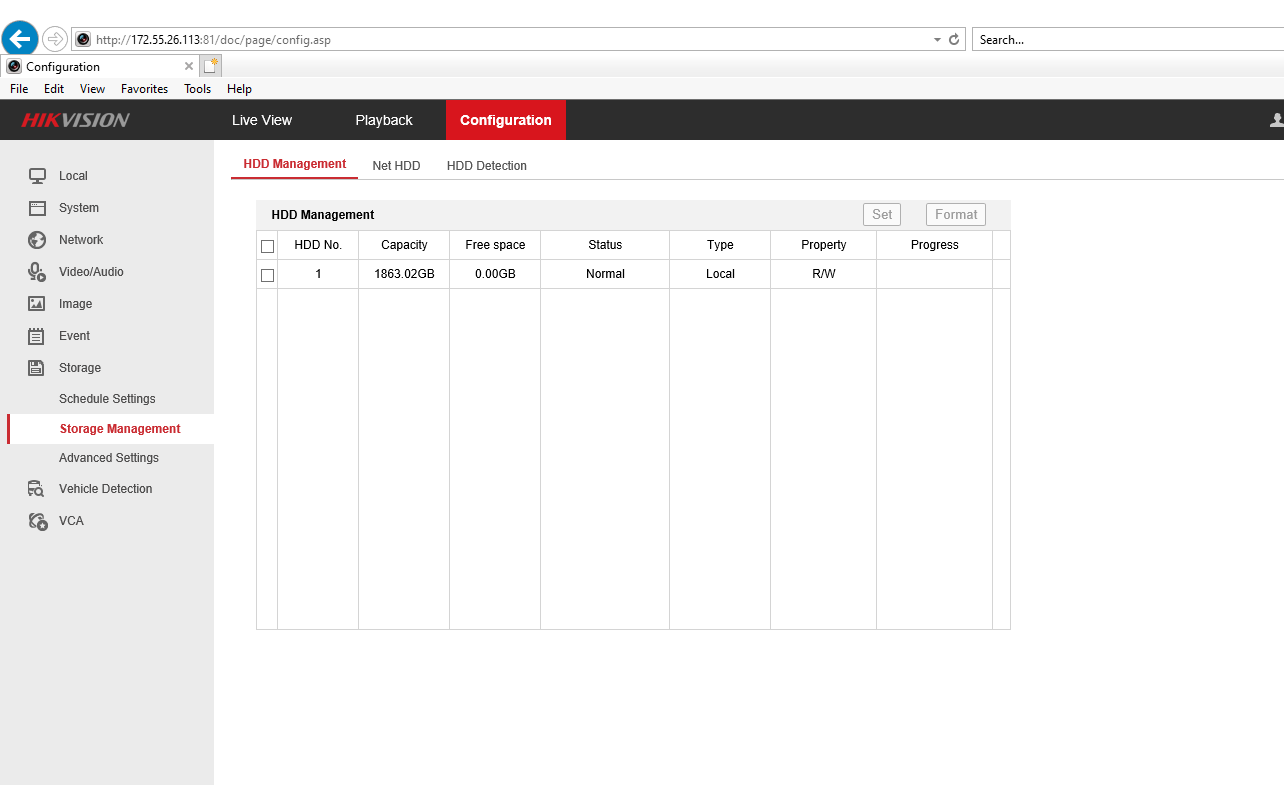 http://172.55.26.113:81/doc/page/config.asp
Search...
Configuration
File Edit View Favorites Tools Help
HIKVISION Live View Playback Configuration
HDD Management Net HDD HDD Detection
Local
System
Network
Video/Audio
Image
Event
Storage
Schedule Settings
Storage Management
Advanced Settings
Vehicle Detection
VCA
HDD Management Set Format
HDD No. Capacity Free space Status Type Property Progress
1 1863.02GB 0.00GB Normal Local R/W